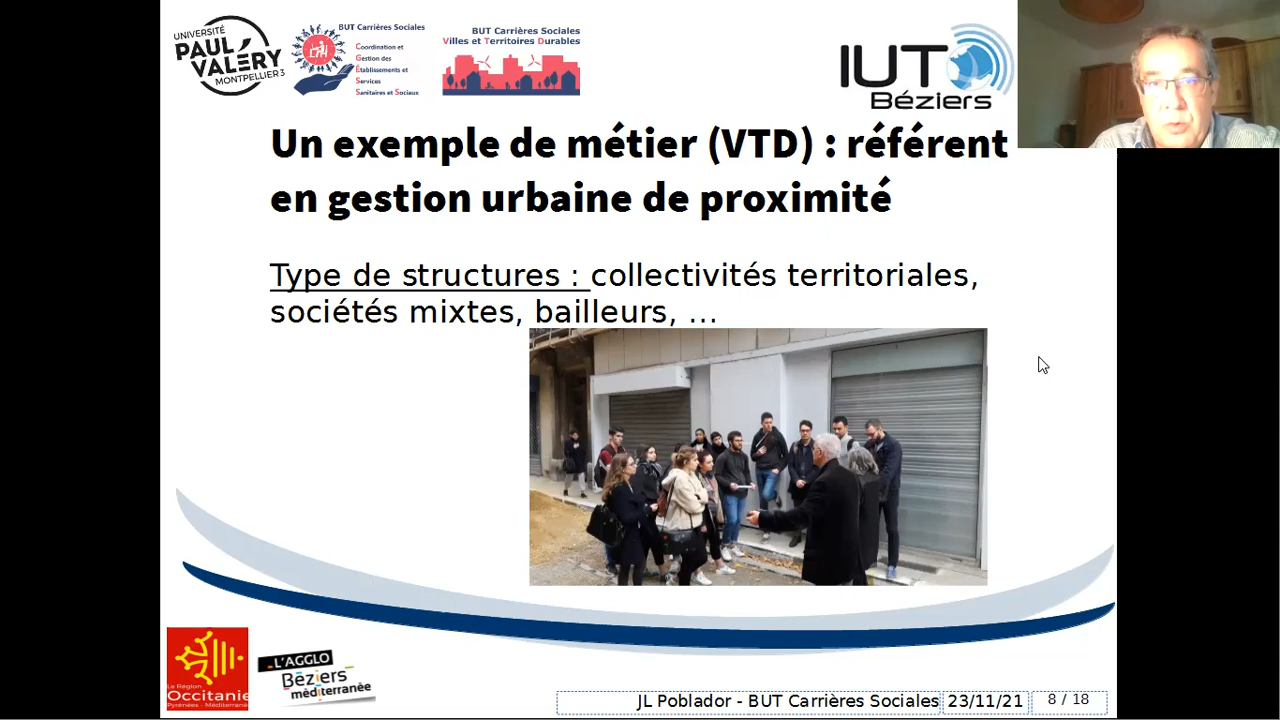 UNIVERSITÉ
PAUL
VALÉRY
MONTPELLIER 3
BUT Carrières Sociales
Coordination et
Gestion des
Établissements et
Services
Sanitaires et Sociaux
BUT Carrières Sociales
Villes et Territoires Durables
IUT
Béziers
Un exemple de métier (VTD) : référent
en gestion urbaine de proximité
Type de structures : collectivités territoriales,
sociétés mixtes, bailleurs, ...
La Région
Occitanie
Pyrénées - Méditerranée
L'AGGLO
Béziers
méditerranée
JL Poblador - BUT Carrières Sociales
23/11/21
8 / 18